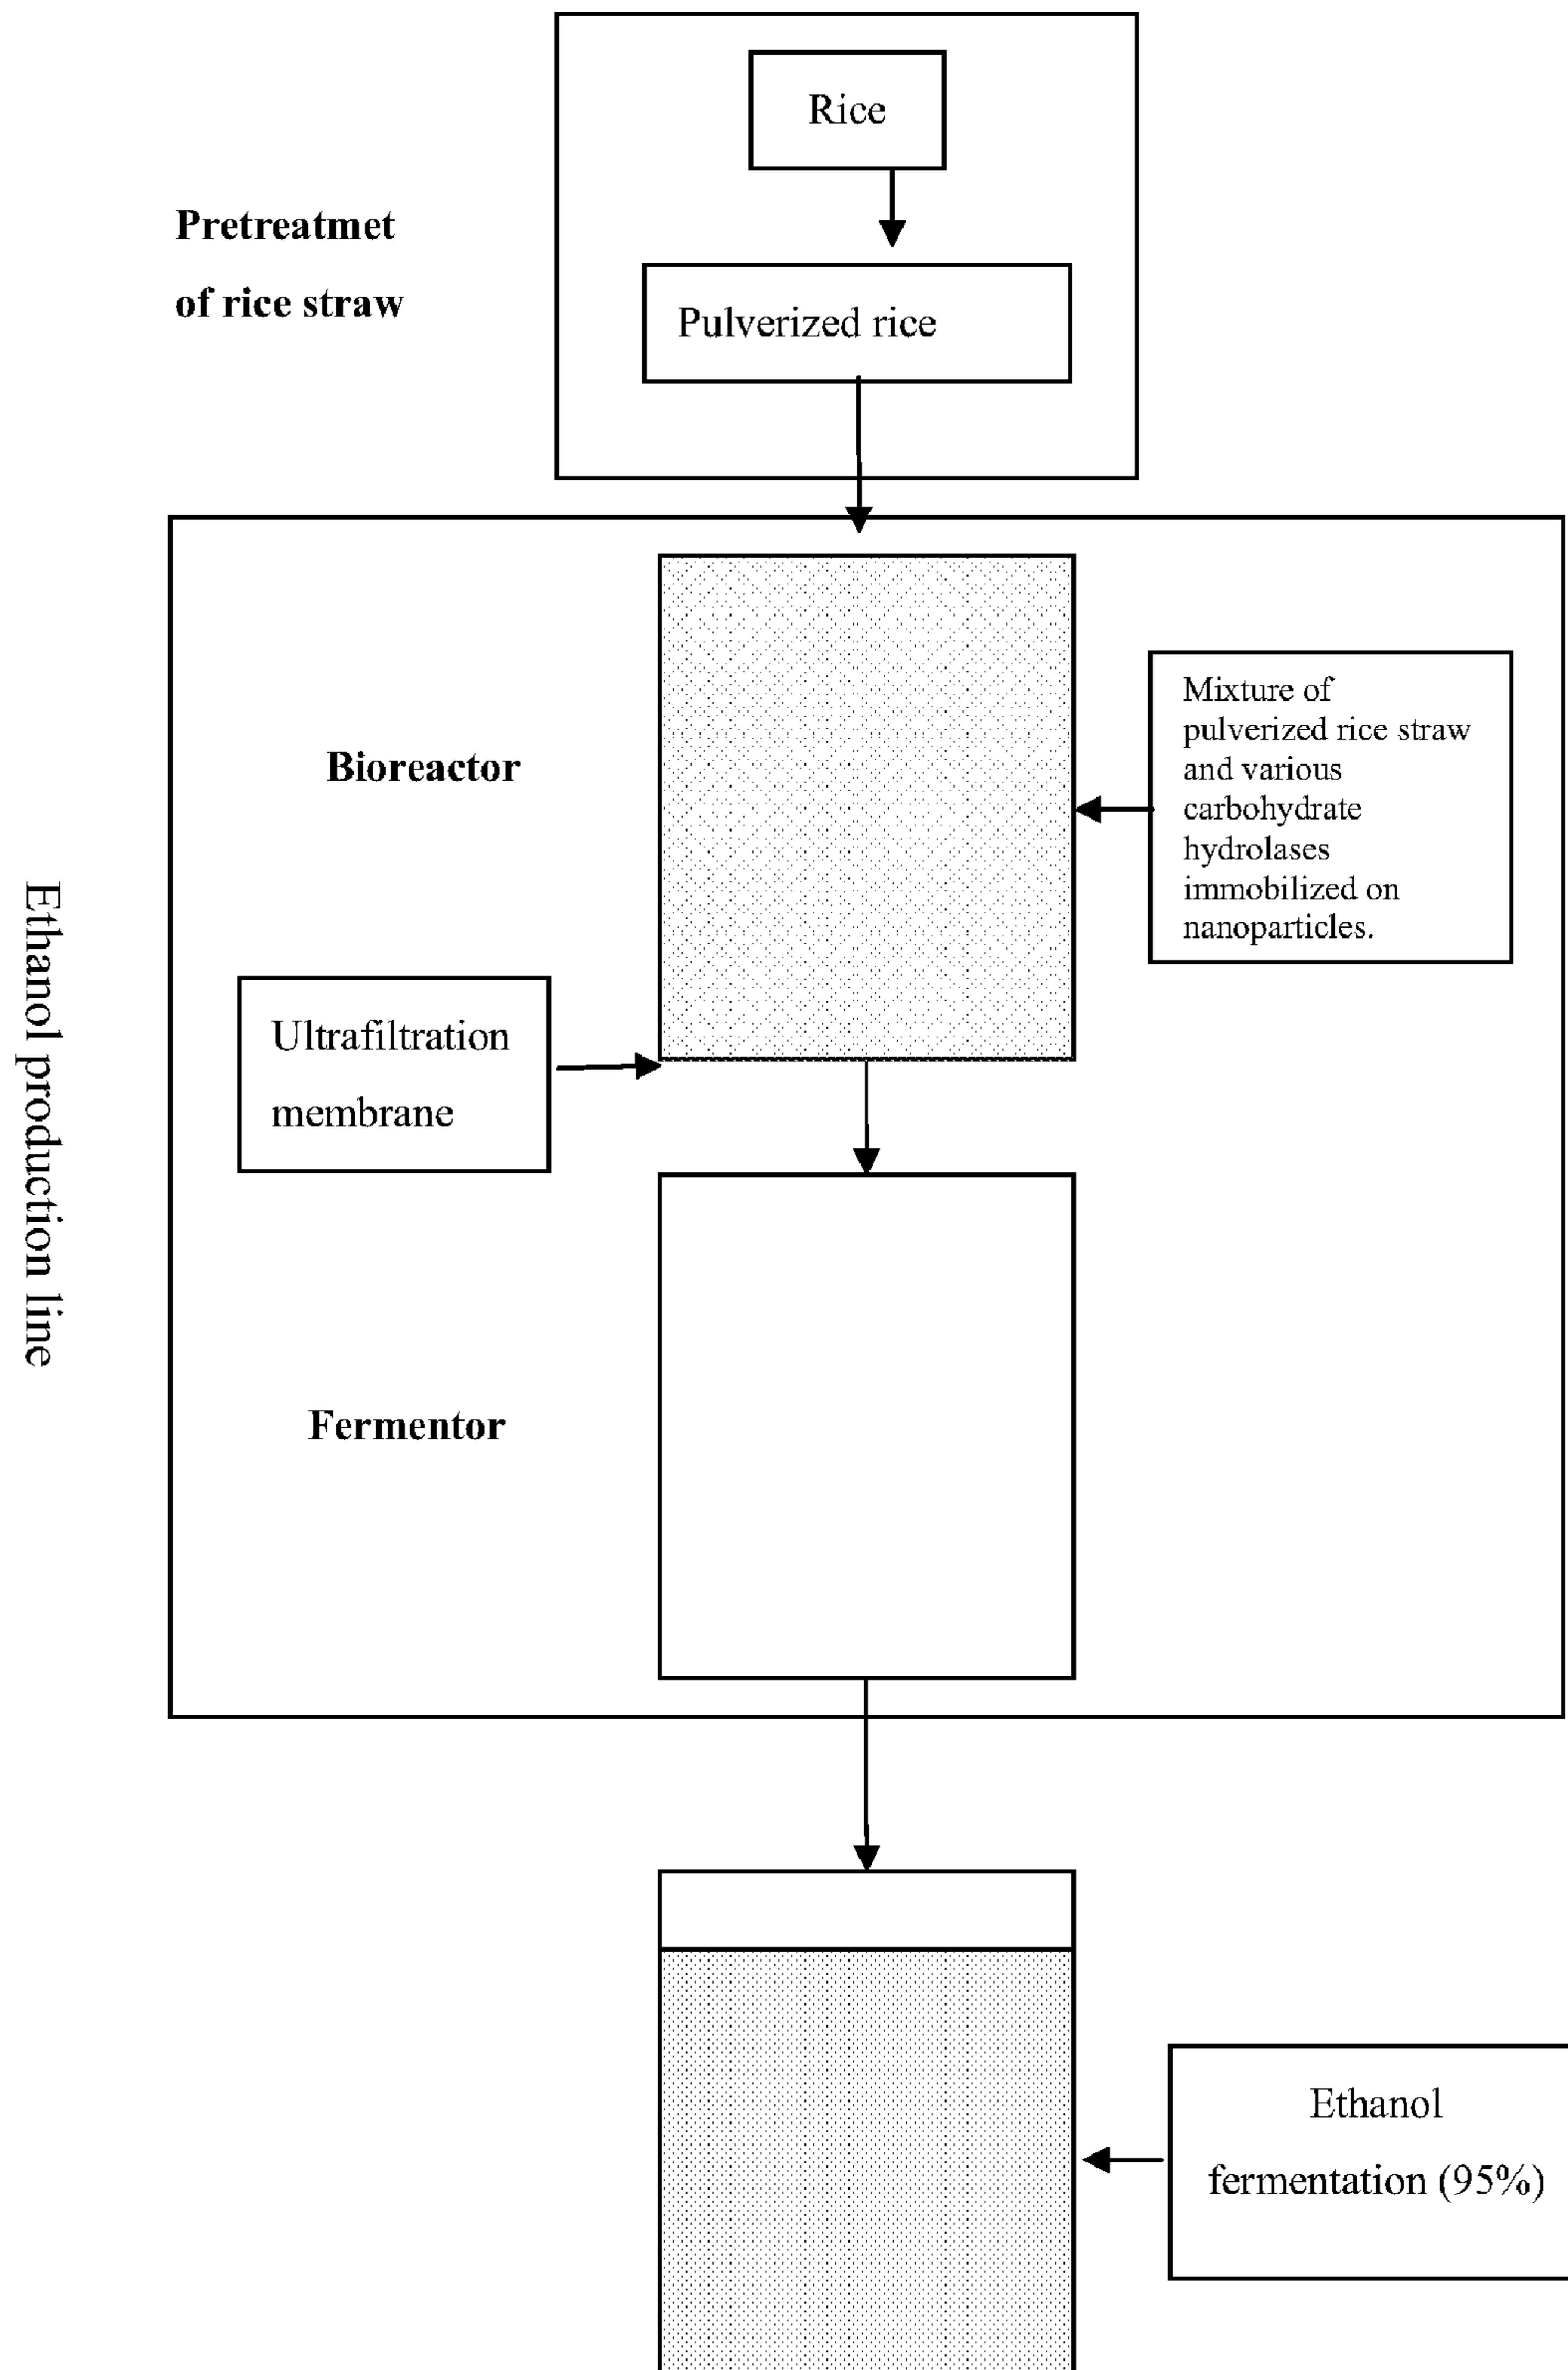 Rice
Pretreatmet
of rice straw
Pulverized rice
Bioreactor
Mixture of
pulverized rice straw
and various
carbohydrate
hydrolases
immobilized on
nanoparticles.
Ethanol production line
Ultrafiltration
membrane
Fermentor
Ethanol
fermentation (95%)